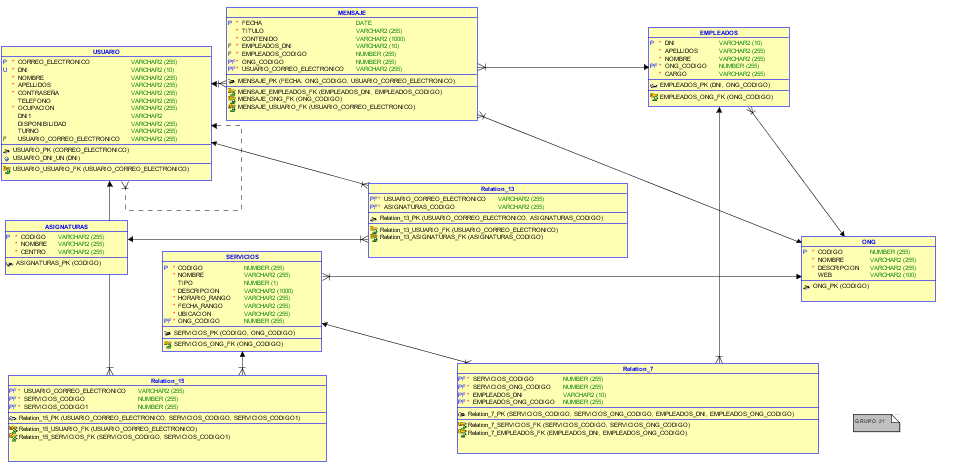 MENSAJE
P * FECHA DATE
* TITULO VARCHAR2 (255)
* CONTENIDO VARCHAR2 (1000)
F * EMPLEADOS_DNI VARCHAR2 (10)
F * EMPLEADOS_CODIGO NUMBER (255)
PF* ONG_CODIGO NUMBER (255)
PF* USUARIO_CORREO_ELECTRONICO VARCHAR2 (255)
MENSAJE_PK (FECHA, ONG_CODIGO, USUARIO_CORREO_ELECTRONICO)
MENSAJE_EMPLEADOS_FK (EMPLEADOS_DNI, EMPLEADOS_CODIGO)
MENSAJE_ONG_FK (ONG_CODIGO)
MENSAJE_USUARIO_FK (USUARIO_CORREO_ELECTRONICO)
EMPLEADOS
P * DNI VARCHAR2 (10)
* APELLIDOS VARCHAR2 (255)
* NOMBRE VARCHAR2 (255)
PF* ONG_CODIGO NUMBER (255)
* CARGO VARCHAR2 (255)
EMPLEADOS_PK (DNI, ONG_CODIGO)
EMPLEADOS_ONG_FK (ONG_CODIGO)
USUARIO
P * CORREO_ELECTRONICO VARCHAR2 (255)
U * DNI VARCHAR2 (10)
* NOMBRE VARCHAR2 (255)
* APELLIDOS VARCHAR2 (255)
* CONTRASEÑA VARCHAR2 (255)
TELEFONO VARCHAR2 (255)
* OCUPACION VARCHAR2 (255)
DNI1 VARCHAR2
DISPONIBILIDAD VARCHAR2 (255)
TURNO VARCHAR2 (255)
F USUARIO_CORREO_ELECTRONICO VARCHAR2 (255)
USUARIO_PK (CORREO_ELECTRONICO)
USUARIO_DNI_UN (DNI)
USUARIO_USUARIO_FK (USUARIO_CORREO_ELECTRONICO)
Relation_13
PF* USUARIO_CORREO_ELECTRONICO VARCHAR2 (255)
PF* ASIGNATURAS_CODIGO VARCHAR2 (255)
Relation_13_PK (USUARIO_CORREO_ELECTRONICO, ASIGNATURAS_CODIGO)
Relation_13_USUARIO_FK (USUARIO_CORREO_ELECTRONICO)
Relation_13_ASIGNATURAS_FK (ASIGNATURAS_CODIGO)
ASIGNATURAS
P * CODIGO VARCHAR2 (255)
* NOMBRE VARCHAR2 (255)
* CENTRO VARCHAR2 (255)
ASIGNATURAS_PK (CODIGO)
ONG
P * CODIGO NUMBER (255)
* NOMBRE VARCHAR2 (255)
* DESCRIPCION VARCHAR2 (255)
WEB VARCHAR2 (100)
ONG_PK (CODIGO)
SERVICIOS
P * CODIGO NUMBER (255)
* NOMBRE VARCHAR2 (255)
TIPO NUMBER (1)
* DESCRIPCION VARCHAR2 (1000)
* HORARIO_RANGO VARCHAR2 (255)
* FECHA_RANGO VARCHAR2 (255)
* UBICACION VARCHAR2 (255)
PF* ONG_CODIGO NUMBER (255)
SERVICIOS_PK (CODIGO, ONG_CODIGO)
SERVICIOS_ONG_FK (ONG_CODIGO)
Relation_15
PF* USUARIO_CORREO_ELECTRONICO VARCHAR2 (255)
PF* SERVICIOS_CODIGO NUMBER (255)
PF* SERVICIOS_CODIGO1 NUMBER (255)
Relation_15_PK (USUARIO_CORREO_ELECTRONICO, SERVICIOS_CODIGO, SERVICIOS_CODIGO1)
Relation_15_USUARIO_FK (USUARIO_CORREO_ELECTRONICO)
Relation_15_SERVICIOS_FK (SERVICIOS_CODIGO, SERVICIOS_CODIGO1)
Relation_7
PF* SERVICIOS_CODIGO NUMBER (255)
PF* SERVICIOS_ONG_CODIGO NUMBER (255)
PF* EMPLEADOS_DNI VARCHAR2 (10)
PF* EMPLEADOS_ONG_CODIGO NUMBER (255)
Relation_7_PK (SERVICIOS_CODIGO, SERVICIOS_ONG_CODIGO, EMPLEADOS_DNI, EMPLEADOS_ONG_CODIGO)
Relation_7_SERVICIOS_FK (SERVICIOS_CODIGO, SERVICIOS_ONG_CODIGO)
Relation_7_EMPLEADOS_FK (EMPLEADOS_DNI, EMPLEADOS_ONG_CODIGO)
GRUPO 21